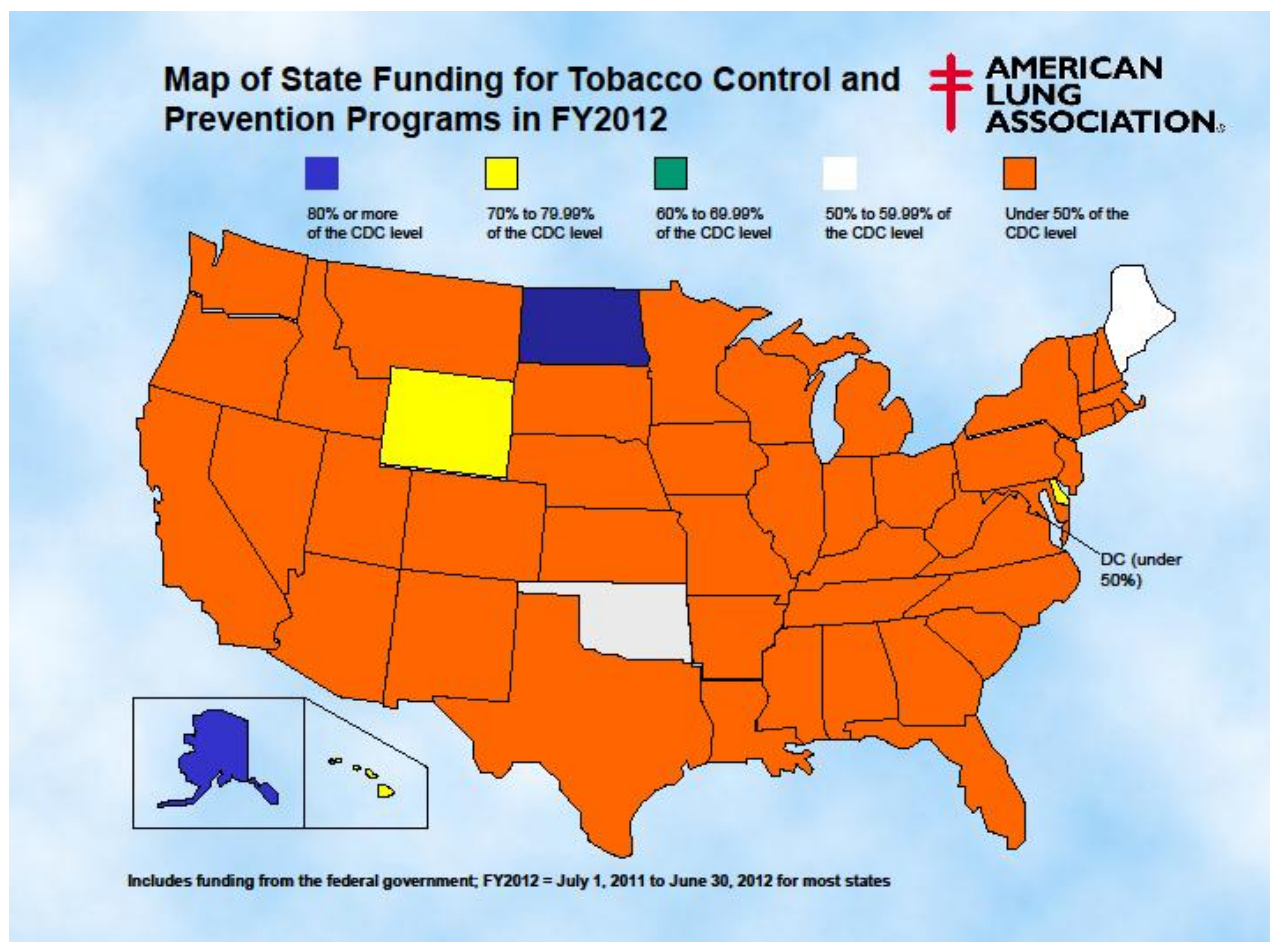 Map of State Funding for Tobacco Control and
Prevention Programs in FY2012
AMERICAN
LUNG
ASSOCIATION®
80% or more
of the CDC level
70% to 79.99%
of the CDC level
60% to 69.99%
of the CDC level
50% to 59.99% of
the CDC level
Under 50% of the
CDC level
DC (under
50%)
Includes funding from the federal government; FY2012 = July 1, 2011 to June 30, 2012 for most states